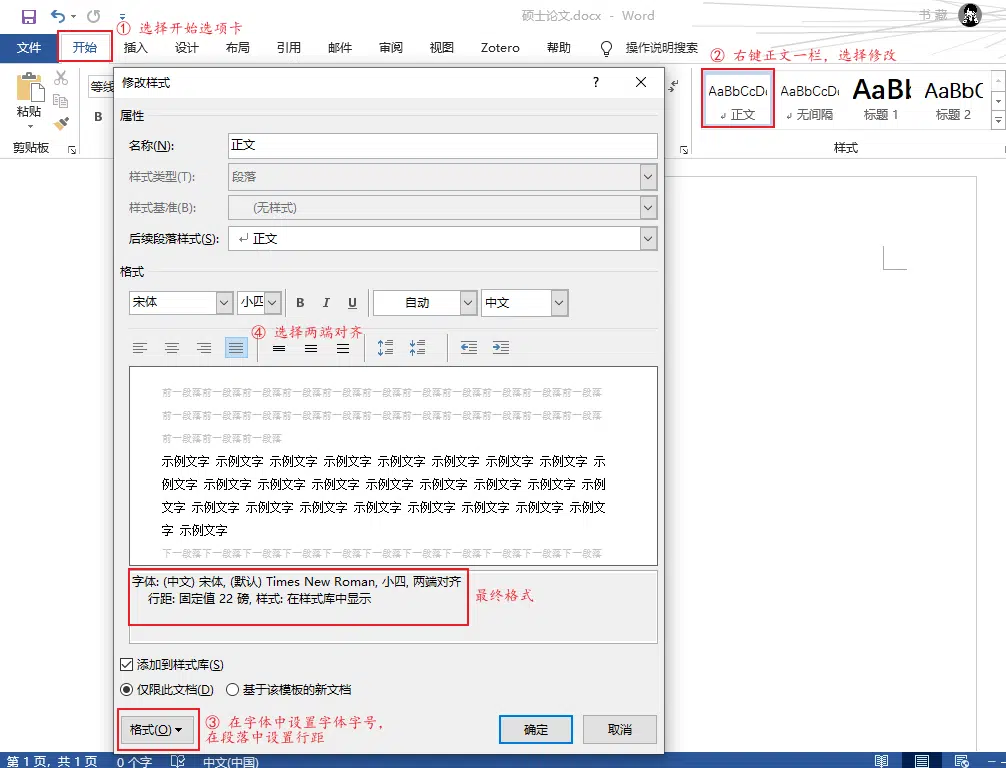 硕士论文.docx - Word
书 藏
① 选择开始选项卡
文件 开始 插入 设计 布局 引用 邮件 审阅 视图 Zotero 帮助 操作说明搜索
② 右键正文一栏，选择修改
粘贴
剪贴板
等线
B
AaBbCcDı AaBbCcDı AaBb AaBbC
↲ 正文 ↲ 无间隔 标题 1 标题 2
样式
修改样式 ?
属性
名称(N): 正文
样式类型(T): 段落
样式基准(B): (无样式)
后续段落样式(S): ↵ 正文
格式
宋体 小四 B I U 自动 中文
④ 选择两端对齐
前一段落前一段落前一段落前一段落前一段落前一段落前一段落前一段落前一段落前一段落前一段落
前一段落前一段落前一段落前一段落前一段落前一段落前一段落前一段落前一段落前一段落前一段落
前一段落前一段落前一段落
示例文字 示例文字 示例文字 示例文字 示例文字 示例文字 示例文字 示例文字 示
例文字 示例文字 示例文字 示例文字 示例文字 示例文字 示例文字 示例文字 示例
文字 示例文字 示例文字 示例文字 示例文字 示例文字 示例文字 示例文字 示例文
字 示例文字
下一段落下一段落下一段落下一段落下一段落下一段落下一段落下一段落下一段落下一段落下一段落
字体: (中文) 宋体, (默认) Times New Roman, 小四, 两端对齐
行距: 固定值 22 磅, 样式: 在样式库中显示
最终格式
添加到样式库(S)
仅限此文档(D) 基于该模板的新文档
格式(O)
③ 在字体中设置字体字号，
在段落中设置行距
确定 取消
第 1 页，共 1 页 0 个字 中文(中国)